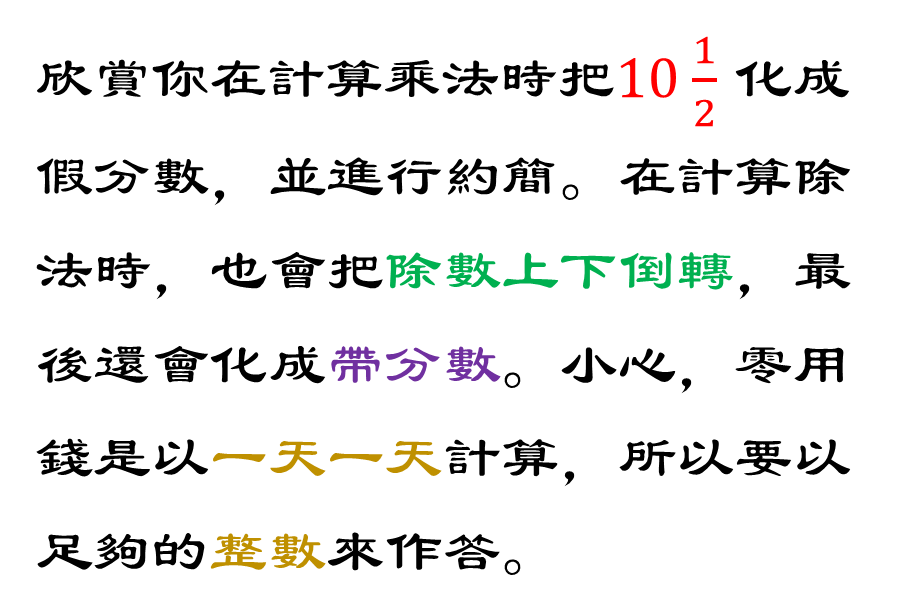 欣賞你在計算乘法時把10 1/2 化成
假分數，並進行約簡。在計算除
法時，也會把除數上下倒轉，最
後還會化成帶分數。小心，零用
錢是以一天一天計算，所以要以
足夠的整數來作答。